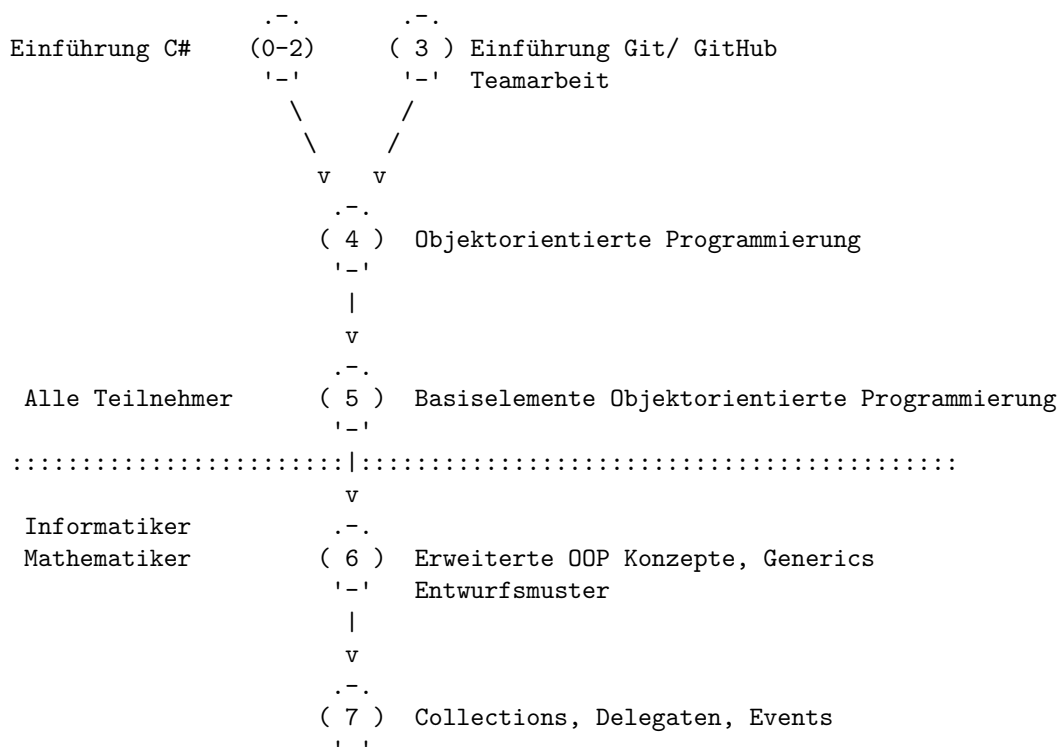 .-. .-.
Einführung C# (0-2) ( 3 ) Einführung Git/ GitHub
'-' '-' Teamarbeit
\ /
\ /
v v
.-.
( 4 ) Objektorientierte Programmierung
'-'
|
v
.-.
Alle Teilnehmer ( 5 ) Basiselemente Objektorientierte Programmierung
'-'
::::::::::::::::::::::::|:::::::::::::::::::::::::::::::::::::::::::
v
Informatiker .-.
Mathematiker ( 6 ) Erweiterte OOP Konzepte, Generics
'-' Entwurfsmuster
|
v
.-.
( 7 ) Collections, Delegaten, Events
'-'